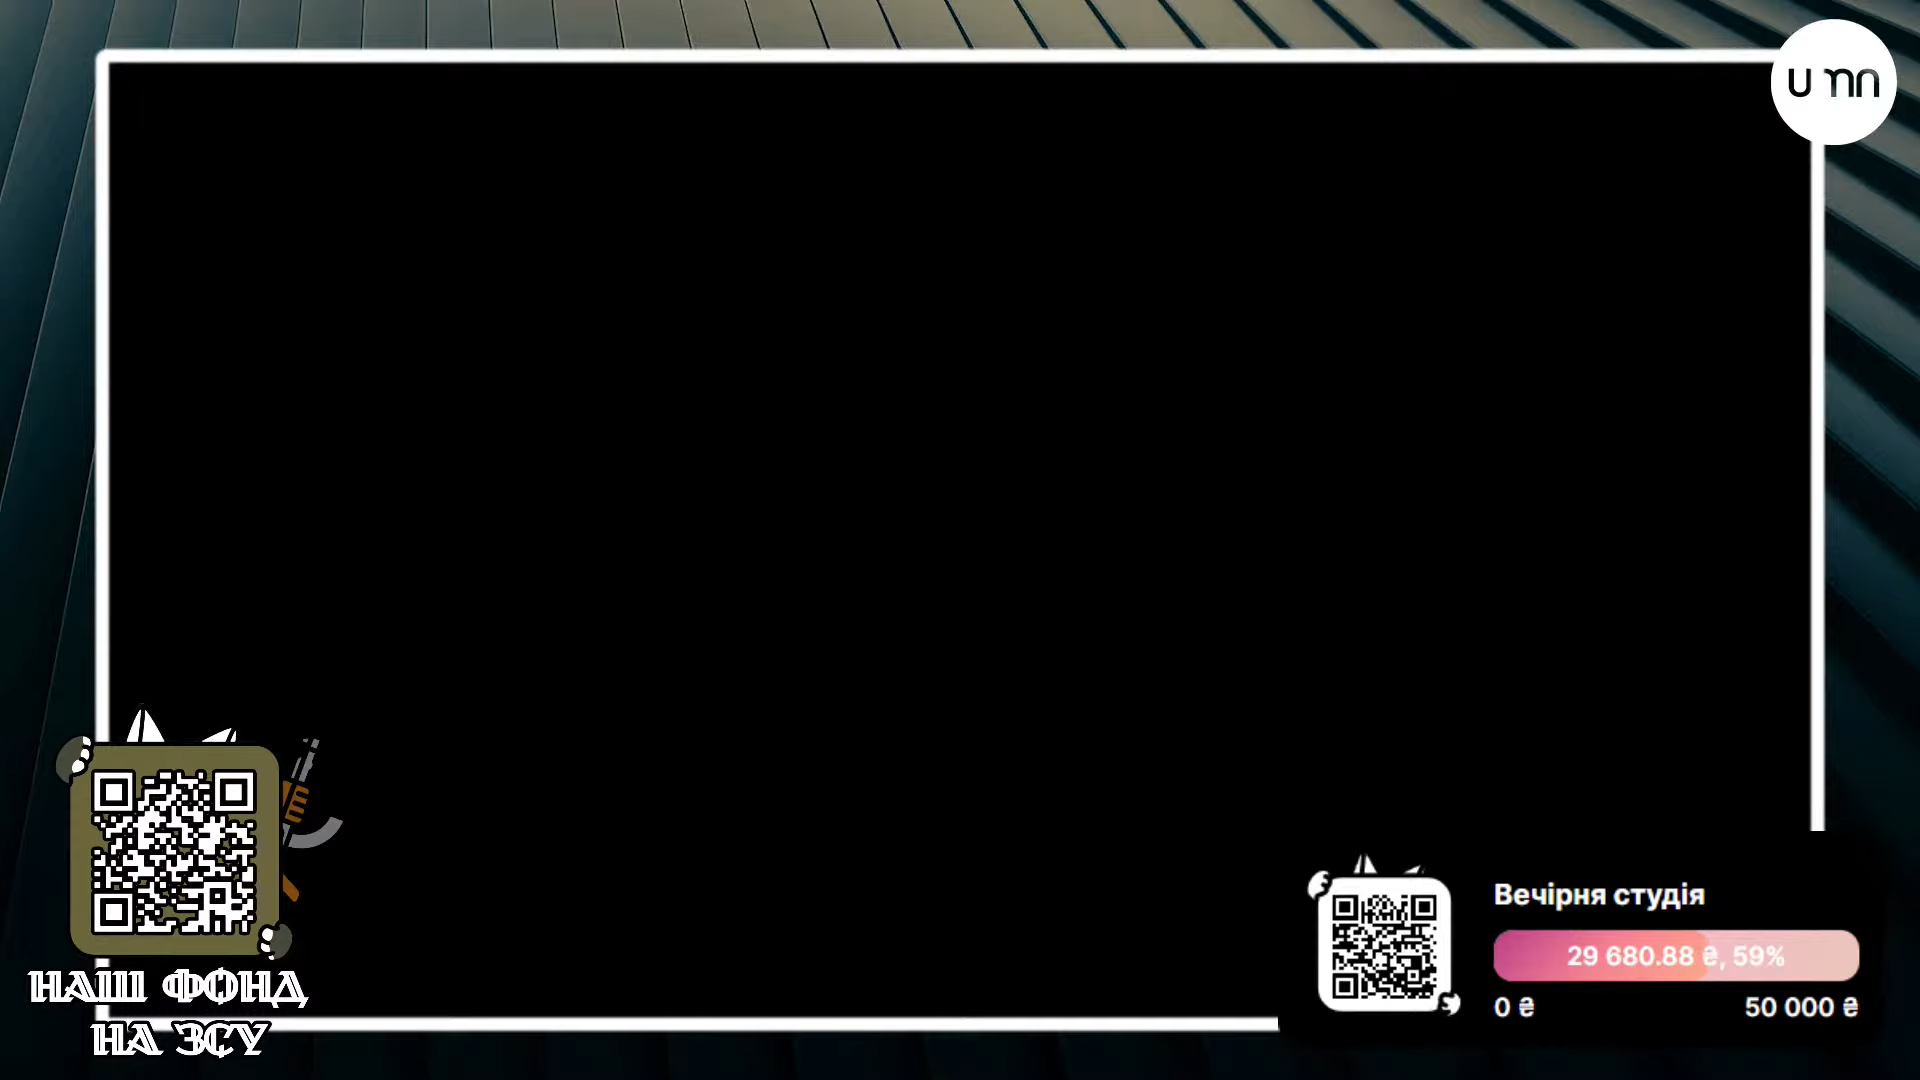 umn
НАШ ФОНД
НА ЗСУ
Вечірня студія
29 680.88 ₴, 59%
0 ₴ 50 000 ₴